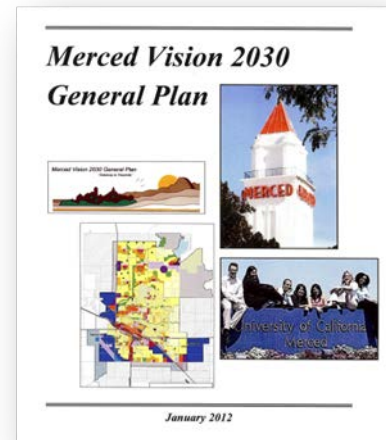 Merced Vision 2030
General Plan
Merced Vision 2030 General Plan
MERCED
University of California
Merced
January 2012